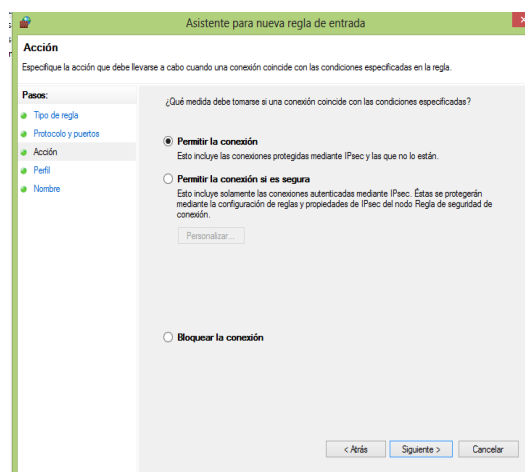 Asistente para nueva regla de entrada
Acción
Especifique la acción que debe llevarse a cabo cuando una conexión coincide con las condiciones especificadas en la regla.
Pasos:
Tipo de regla
Protocolo y puertos
Acción
Perfil
Nombre
¿Qué medida debe tomarse si una conexión coincide con las condiciones especificadas?
Permitir la conexión
Esto incluye las conexiones protegidas mediante IPsec y las que no lo están.
Permitir la conexión si es segura
Esto incluye solamente las conexiones autenticadas mediante IPsec. Éstas se protegerán
mediante la configuración de reglas y propiedades de IPsec del nodo Regla de seguridad de
conexión.
Personalizar...
Bloquear la conexión
< Atrás
Siguiente >
Cancelar